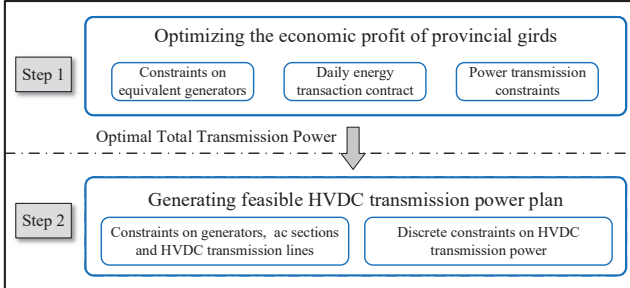 Optimizing the economic profit of provincial girds
Step 1
Constraints on
equivalent generators
Daily energy
transaction contract
Power transmission
constraints
Optimal Total Transmission Power
Generating feasible HVDC transmission power plan
Step 2
Constraints on generators, ac sections
and HVDC transmission lines
Discrete constraints on HVDC
transmission power